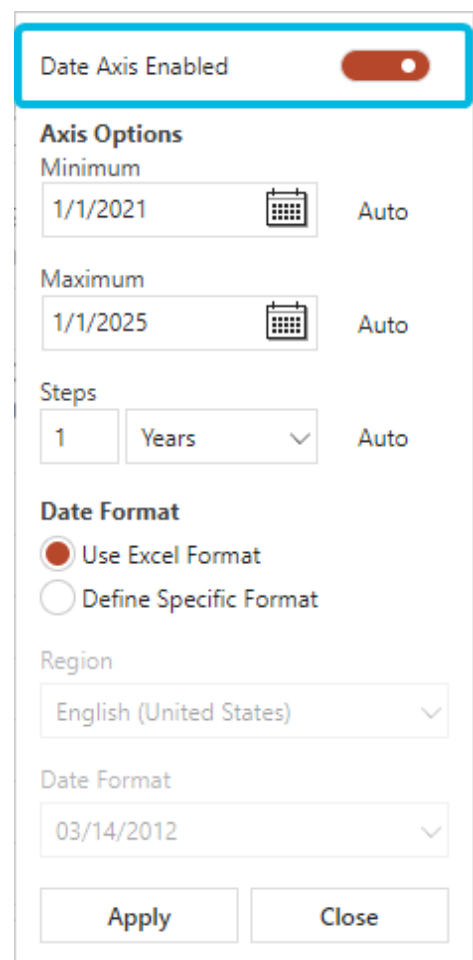 Date Axis Enabled
Axis Options
Minimum
1/1/2021 Auto
Maximum
1/1/2025 Auto
Steps
1 Years Auto
Date Format
Use Excel Format
Define Specific Format
Region
English (United States)
Date Format
03/14/2012
Apply Close